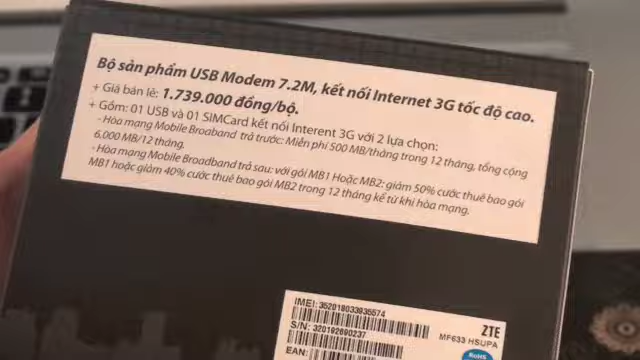 Bộ sản phẩm USB Modem 7.2M, kết nối Internet 3G tốc độ cao.
+ Giá bán lẻ: 1.739.000 đồng/bộ.
+ Gồm: 01 USB và 01 SIMCard kết nối Interent 3G với 2 lựa chọn:
- Hòa mạng Mobile Broaband trả trước: Miễn phí 500 MB/tháng trong 12 tháng, tổng cộng
6,000 MB/12 tháng.
- Hòa mạng Mobile Broadband trả sau: với gói MB1 Hoặc MB2: giảm 50% cước thuê bao gói
MB1 hoặc giảm 40% cước thuê bao gói MB2 trong 12 tháng kể từ khi hòa mạng.
IMEI: 352018033935574
S/N: 320192690237
EAN:
ZTE
MF633 HSUPA
RoHS